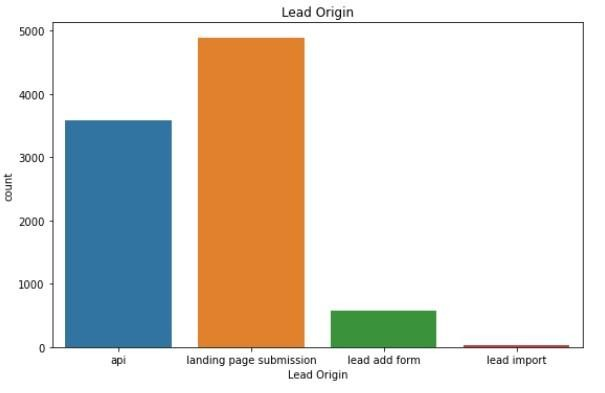 Lead Origin
5000
4000
3000
2000
1000
0
count
api landing page submission lead add form lead import
Lead Origin